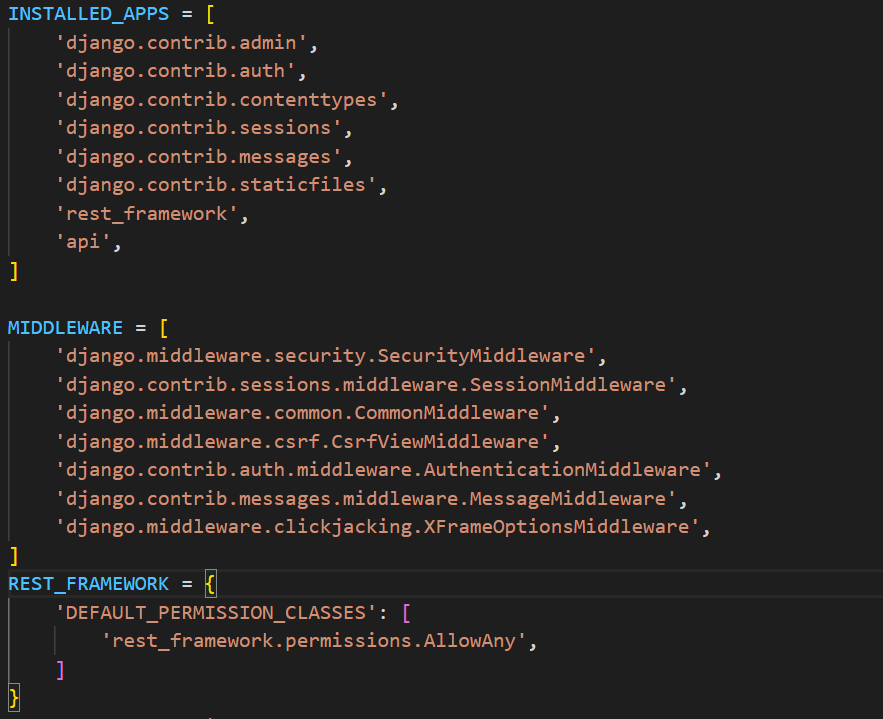 INSTALLED_APPS = [
    'django.contrib.admin',
    'django.contrib.auth',
    'django.contrib.contenttypes',
    'django.contrib.sessions',
    'django.contrib.messages',
    'django.contrib.staticfiles',
    'rest_framework',
    'api',
]

MIDDLEWARE = [
    'django.middleware.security.SecurityMiddleware',
    'django.contrib.sessions.middleware.SessionMiddleware',
    'django.middleware.common.CommonMiddleware',
    'django.middleware.csrf.CsrfViewMiddleware',
    'django.contrib.auth.middleware.AuthenticationMiddleware',
    'django.contrib.messages.middleware.MessageMiddleware',
    'django.middleware.clickjacking.XFrameOptionsMiddleware',
]
REST_FRAMEWORK = {
    'DEFAULT_PERMISSION_CLASSES': [
        'rest_framework.permissions.AllowAny',
    ]
}